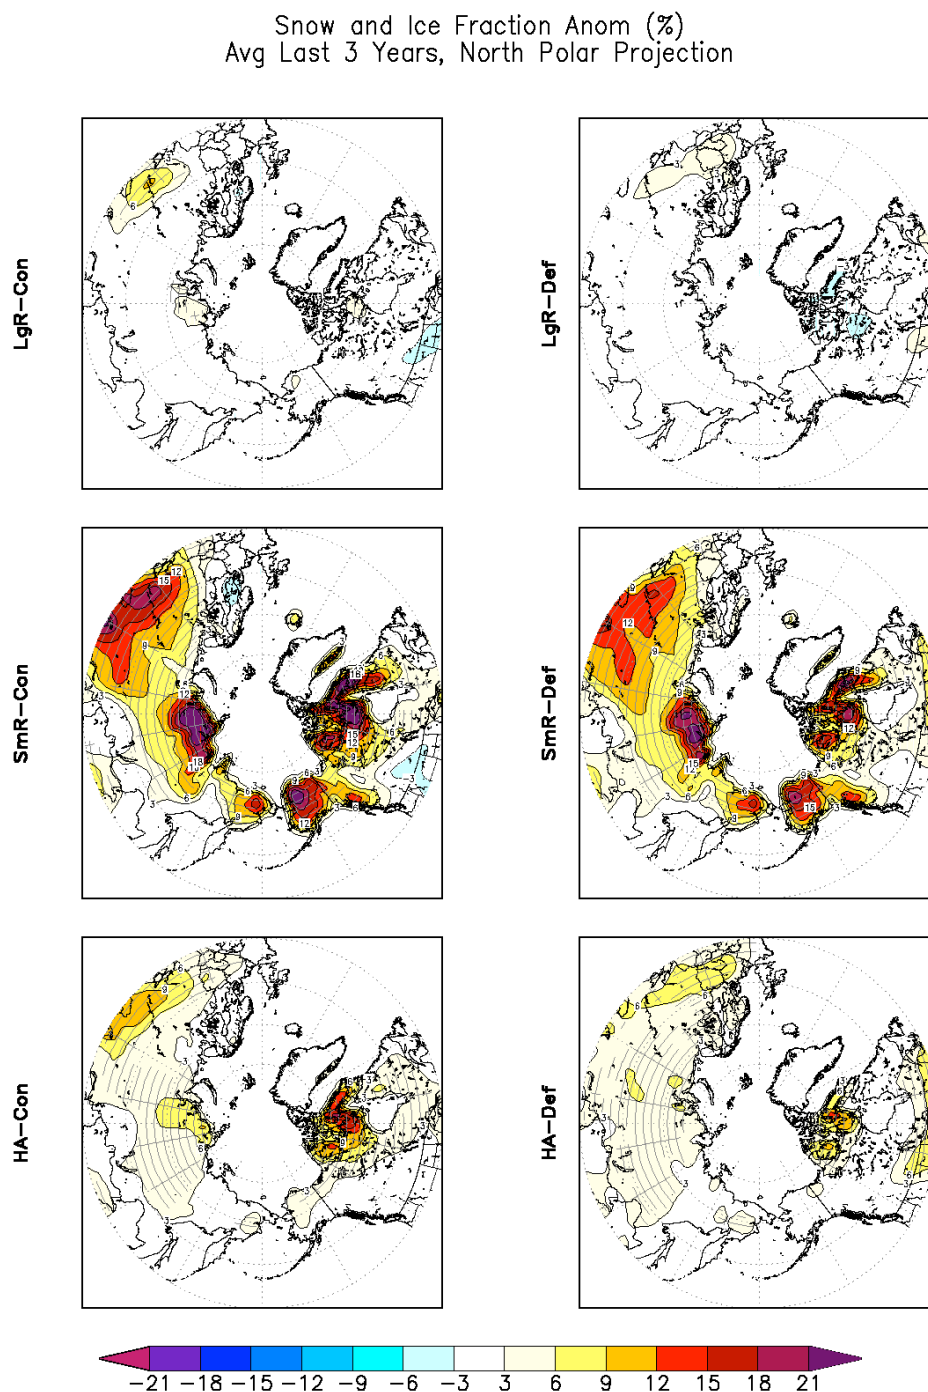 Snow and Ice Fraction Anom (%)
Avg Last 3 Years, North Polar Projection
LgR-Con
LgR-Def
SmR-Con
SmR-Def
HA-Con
HA-Def
-21 -18 -15 -12 -9 -6 -3 3 6 9 12 15 18 21